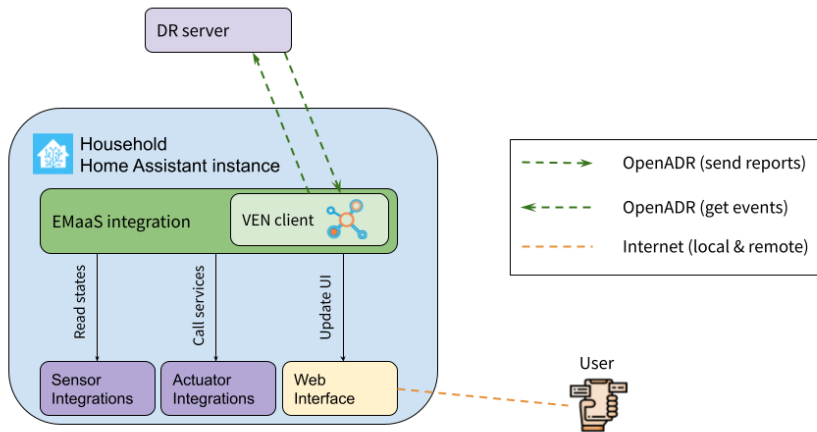 DR server
Household
Home Assistant instance
EMaaS integration
VEN client
Read states
Call services
Update UI
Sensor
Integrations
Actuator
Integrations
Web
Interface
OpenADR (send reports)
OpenADR (get events)
Internet (local & remote)
User